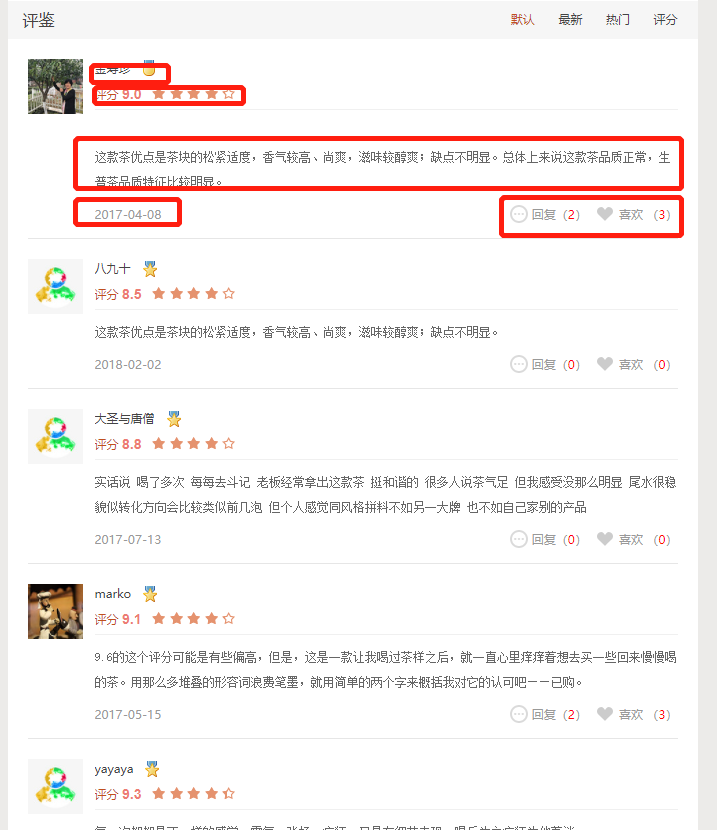 评鉴
默认 最新 热门 评分
金寿珍
评分 9.0
这款茶优点是茶块的松紧适度，香气较高、尚爽，滋味较醇爽；缺点不明显。总体上来说这款茶品质正常，生
普茶品质特征比较明显。
2017-04-08 回复 (2) 喜欢 (3)
八九十
评分 8.5
这款茶优点是茶块的松紧适度，香气较高、尚爽，滋味较醇爽；缺点不明显。
2018-02-02 回复 (0) 喜欢 (0)
大圣与唐僧
评分 8.8
实话说 喝了多次 每每去斗记 老板经常拿出这款茶 挺和谐的 很多人说茶气足 但我感受没那么明显 尾水很稳
貌似转化方向会比较类似前几泡 但个人感觉同风格拼料不如另一大牌 也不如自己家别的产品
2017-07-13 回复 (0) 喜欢 (0)
marko
评分 9.1
9.6的这个评分可能是有些偏高，但是，这是一款让我喝过茶样之后，就一直心里痒痒着想去买一些回来慢慢喝
的茶。用那么多堆叠的形容词浪费笔墨，就用简单的两个字来概括我对它的认可吧——已购。
2017-05-15 回复 (2) 喜欢 (3)
yayaya
评分 9.3